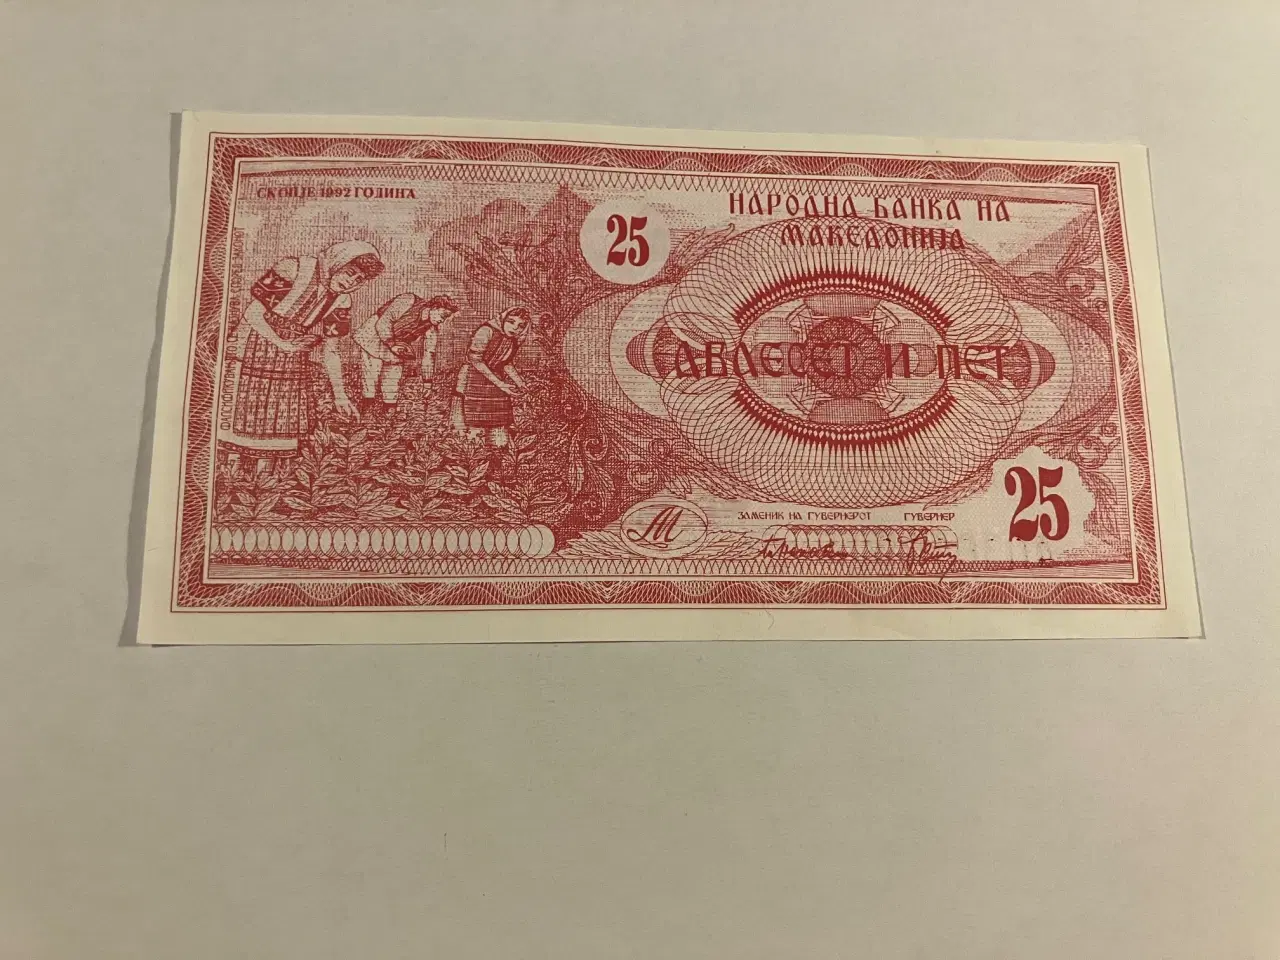 СКОПЈЕ 1992 ГОДИНА
25
НАРОДНА БАНКА НА
МАКЕДОНИЈА
ДВАЕСЕТ И ПЕТ
25
М
ЗАМЕНИК НА ГУВЕРНЕРОТ ГУВЕРНЕР